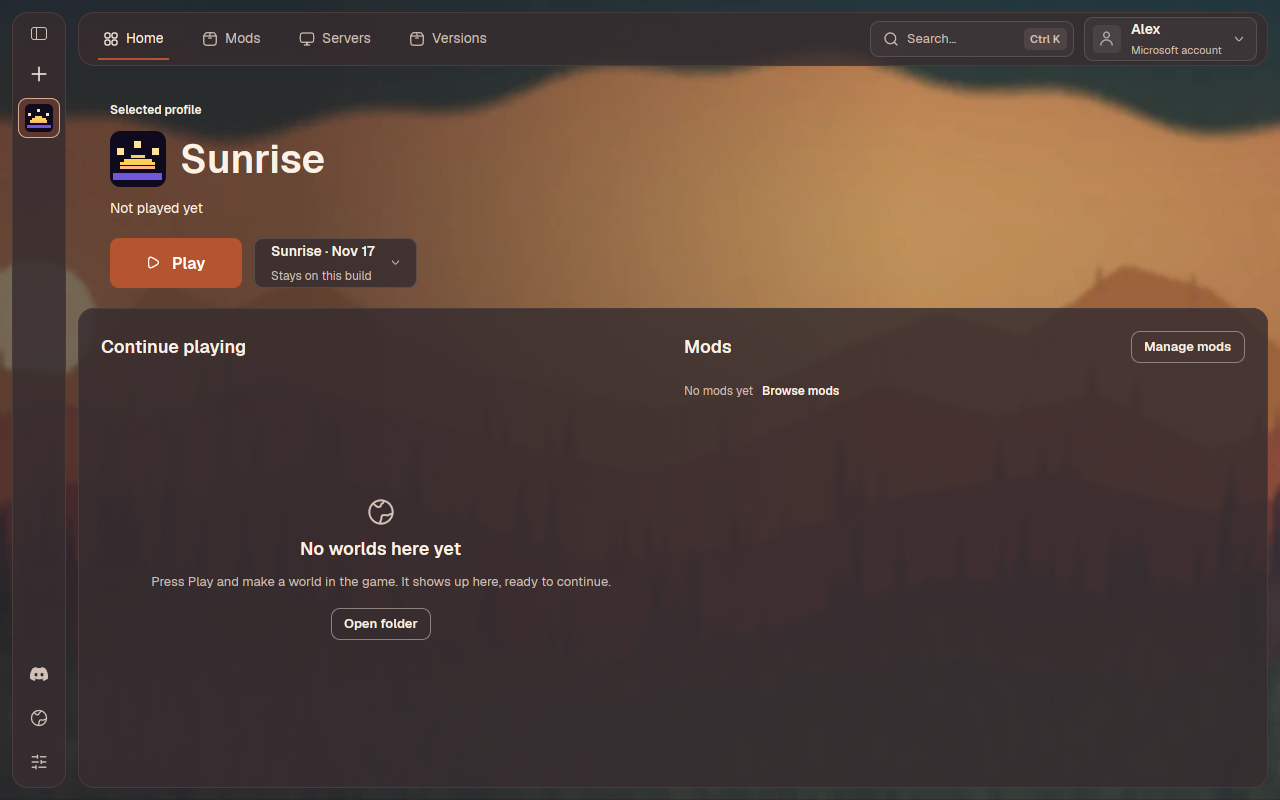 Home
Mods
Servers
Versions
Search...
Ctrl K
Alex
Microsoft account
Selected profile
Sunrise
Not played yet
Play
Sunrise · Nov 17
Stays on this build
Continue playing
Mods
Manage mods
No mods yet Browse mods
No worlds here yet
Press Play and make a world in the game. It shows up here, ready to continue.
Open folder